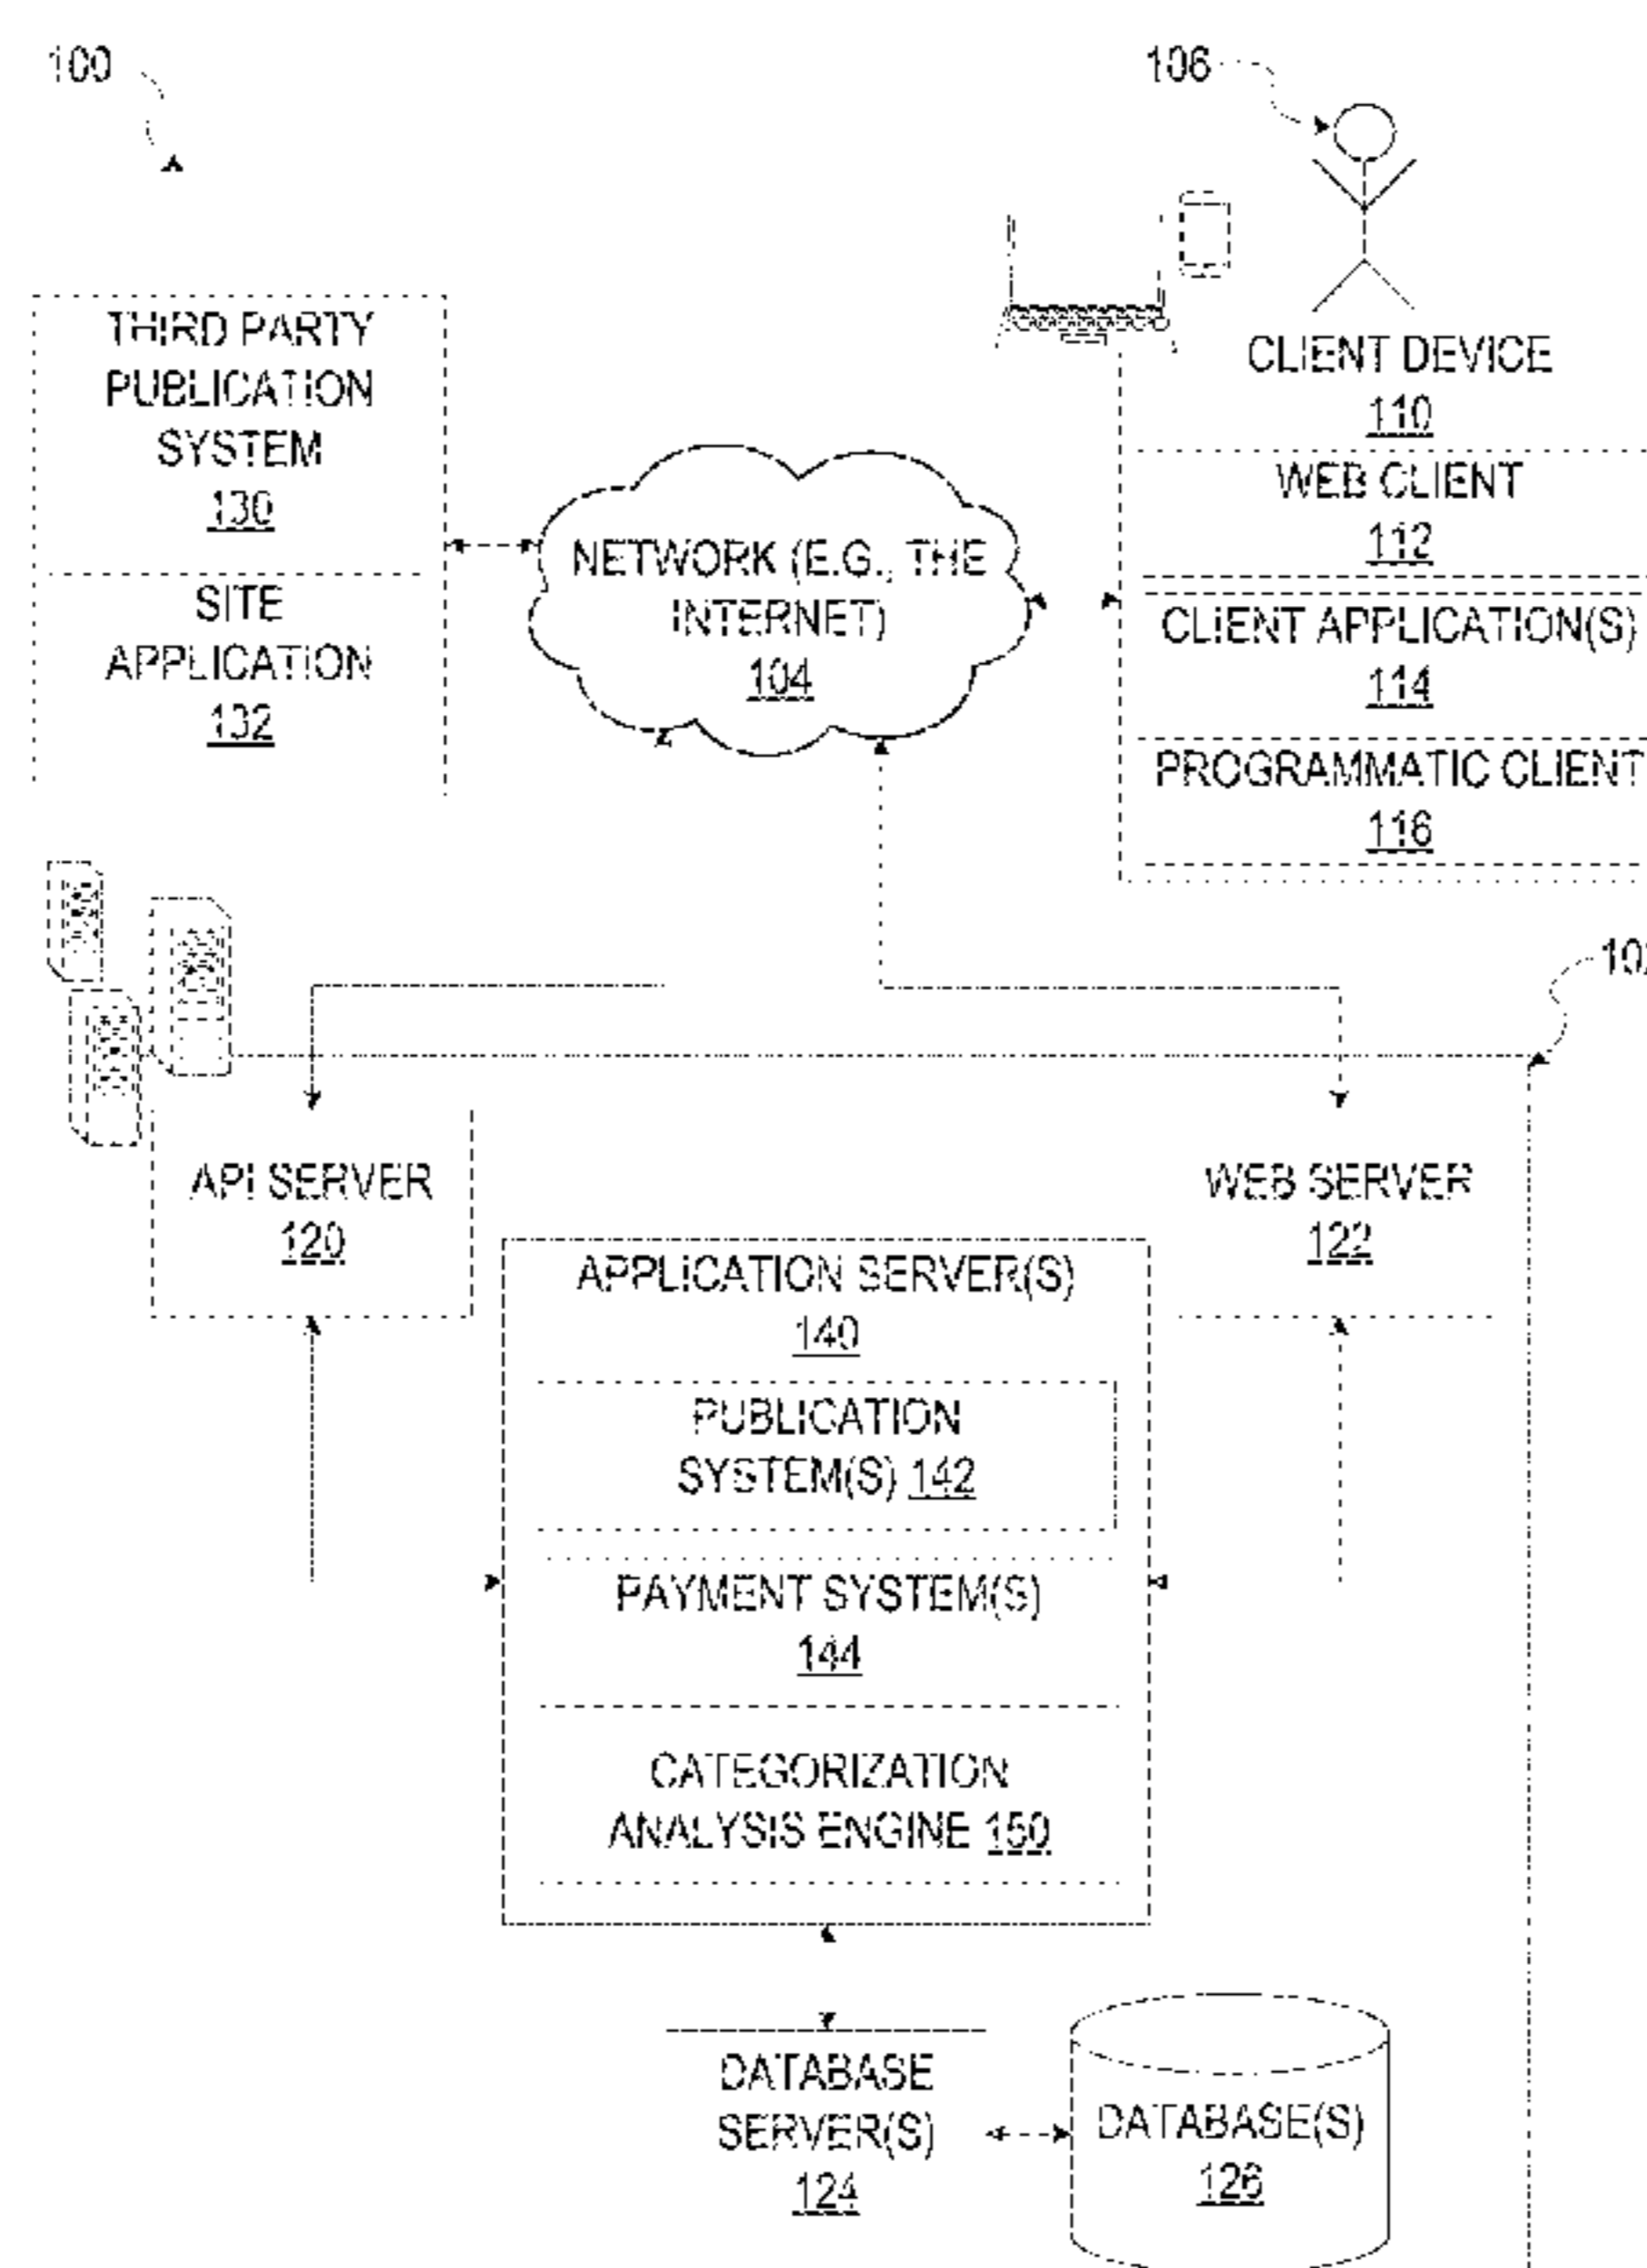 100
106
THIRD PARTY
PUBLICATION
SYSTEM
130
SITE
APPLICATION
132
NETWORK (E.G., THE
INTERNET)
104
CLIENT DEVICE
110
WEB CLIENT
112
CLIENT APPLICATION(S)
114
PROGRAMMATIC CLIENT
116
API SERVER
120
WEB SERVER
122
APPLICATION SERVER(S)
140
PUBLICATION
SYSTEM(S) 142
PAYMENT SYSTEM(S)
144
CATEGORIZATION
ANALYSIS ENGINE 150
DATABASE
SERVER(S)
124
DATABASE(S)
126